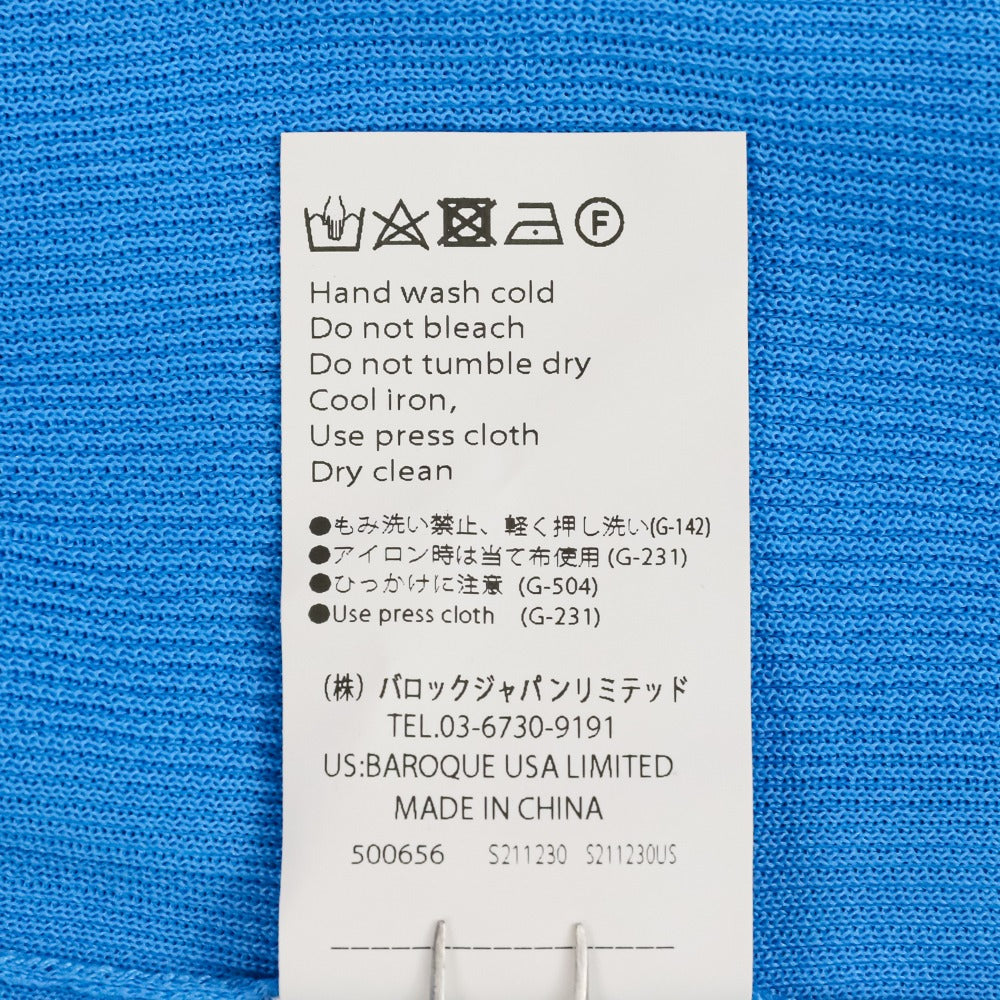 F
Hand wash cold
Do not bleach
Do not tumble dry
Cool iron,
Use press cloth
Dry clean
●もみ洗い禁止、軽く押し洗い(G-142)
●アイロン時は当て布使用 (G-231)
●ひっかけに注意 (G-504)
●Use press cloth (G-231)
(株) バロックジャパンリミテッド
TEL.03-6730-9191
US:BAROQUE USA LIMITED
MADE IN CHINA
500656 S211230 S211230US